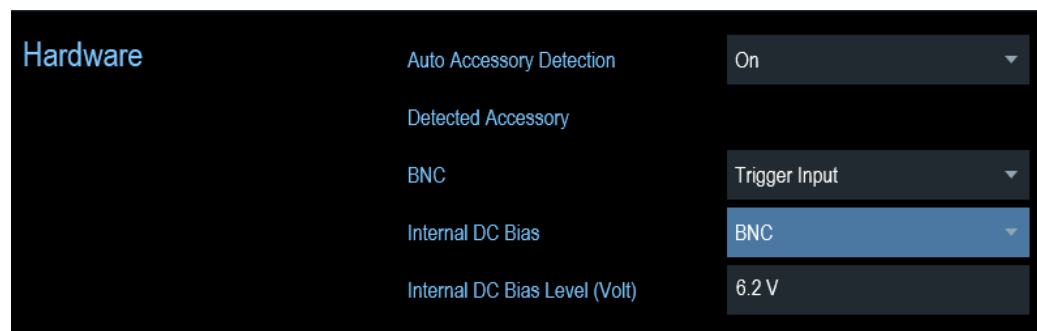 Hardware
Auto Accessory Detection On
Detected Accessory
BNC Trigger Input
Internal DC Bias BNC
Internal DC Bias Level (Volt) 6.2 V